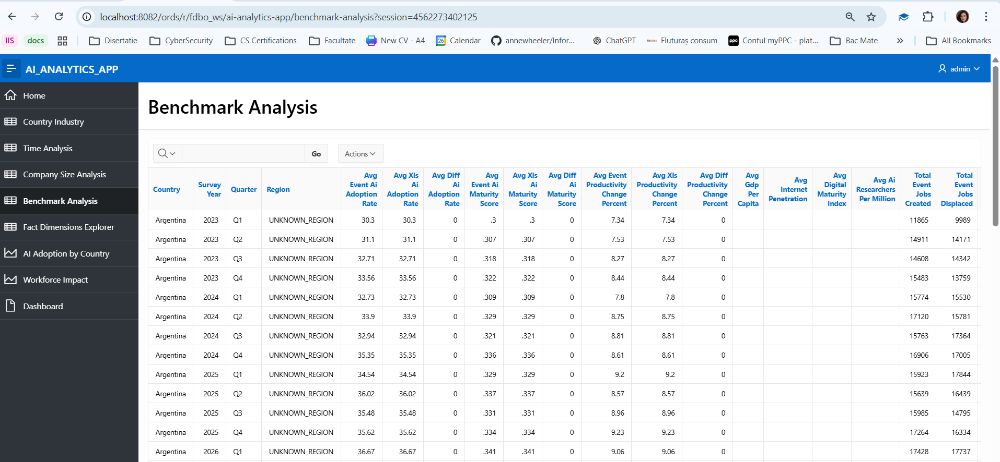 localhost:8082/ords/r/fdbo_ws/ai-analytics-app/benchmark-analysis?session=4562273402125
IIS docs Disertatie CyberSecurity CS Certifications Facultate New CV - A4 26 Calendar annewheeler/Infor... ChatGPT Fluturaș consum ppc Contul myPPC - plat... Bac Mate » All Bookmarks
AI_ANALYTICS_APP admin
Home
Country Industry
Time Analysis
Company Size Analysis
Benchmark Analysis
Fact Dimensions Explorer
AI Adoption by Country
Workforce Impact
Dashboard
Benchmark Analysis
Go Actions
Country Survey Year Quarter Region Avg Event Ai Adoption Rate Avg Xls Ai Adoption Rate Avg Diff Ai Adoption Rate Avg Event Ai Maturity Score Avg Xls Ai Maturity Score Avg Diff Ai Maturity Score Avg Event Productivity Change Percent Avg Xls Productivity Change Percent Avg Diff Productivity Change Percent Avg Gdp Per Capita Avg Internet Penetration Avg Digital Maturity Index Avg Ai Researchers Per Million Total Event Jobs Created Total Event Jobs Displaced
Argentina 2023 Q1 UNKNOWN_REGION 30.3 30.3 0 .3 .3 0 7.34 7.34 0 11865 9989
Argentina 2023 Q2 UNKNOWN_REGION 31.1 31.1 0 .307 .307 0 7.53 7.53 0 14911 14171
Argentina 2023 Q3 UNKNOWN_REGION 32.71 32.71 0 .318 .318 0 8.27 8.27 0 14608 14342
Argentina 2023 Q4 UNKNOWN_REGION 33.56 33.56 0 .322 .322 0 8.44 8.44 0 15483 13759
Argentina 2024 Q1 UNKNOWN_REGION 32.73 32.73 0 .309 .309 0 7.8 7.8 0 15774 15530
Argentina 2024 Q2 UNKNOWN_REGION 33.9 33.9 0 .329 .329 0 8.75 8.75 0 17120 15781
Argentina 2024 Q3 UNKNOWN_REGION 32.94 32.94 0 .321 .321 0 8.81 8.81 0 15763 17364
Argentina 2024 Q4 UNKNOWN_REGION 35.35 35.35 0 .336 .336 0 8.61 8.61 0 16906 17005
Argentina 2025 Q1 UNKNOWN_REGION 34.54 34.54 0 .329 .329 0 9.2 9.2 0 15923 17844
Argentina 2025 Q2 UNKNOWN_REGION 36.02 36.02 0 .337 .337 0 8.57 8.57 0 15639 16439
Argentina 2025 Q3 UNKNOWN_REGION 35.48 35.48 0 .331 .331 0 8.96 8.96 0 15985 14795
Argentina 2025 Q4 UNKNOWN_REGION 35.62 35.62 0 .334 .334 0 9.23 9.23 0 17264 16334
Argentina 2026 Q1 UNKNOWN_REGION 36.67 36.67 0 .341 .341 0 9.06 9.06 0 17428 17737